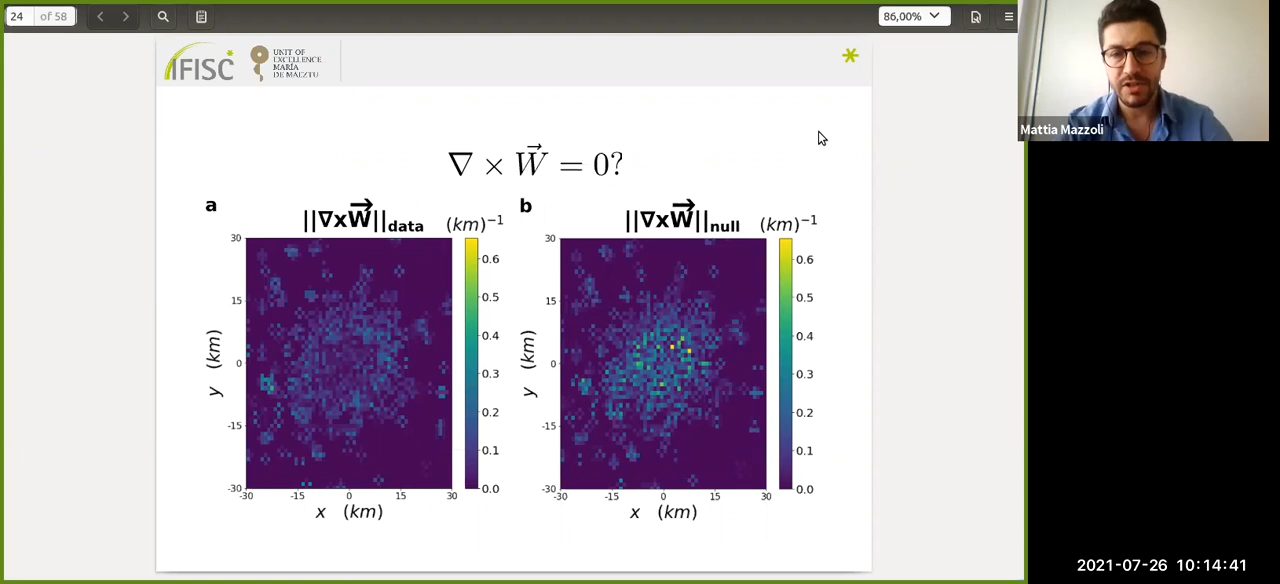 24 of 58
86,00%
IFISC
UNIT OF
EXCELLENCE
MARÍA
DE MAEZTU
Mattia Mazzoli
∇ × W⃗ = 0?
a
||∇xW⃗||data (km)⁻¹
30
15
0
-15
-30
y (km)
-30 -15 0 15 30
x (km)
0.6
0.5
0.4
0.3
0.2
0.1
0.0
b
||∇xW⃗||null (km)⁻¹
30
15
0
-15
-30
y (km)
-30 -15 0 15 30
x (km)
0.6
0.5
0.4
0.3
0.2
0.1
0.0
2021-07-26 10:14:41